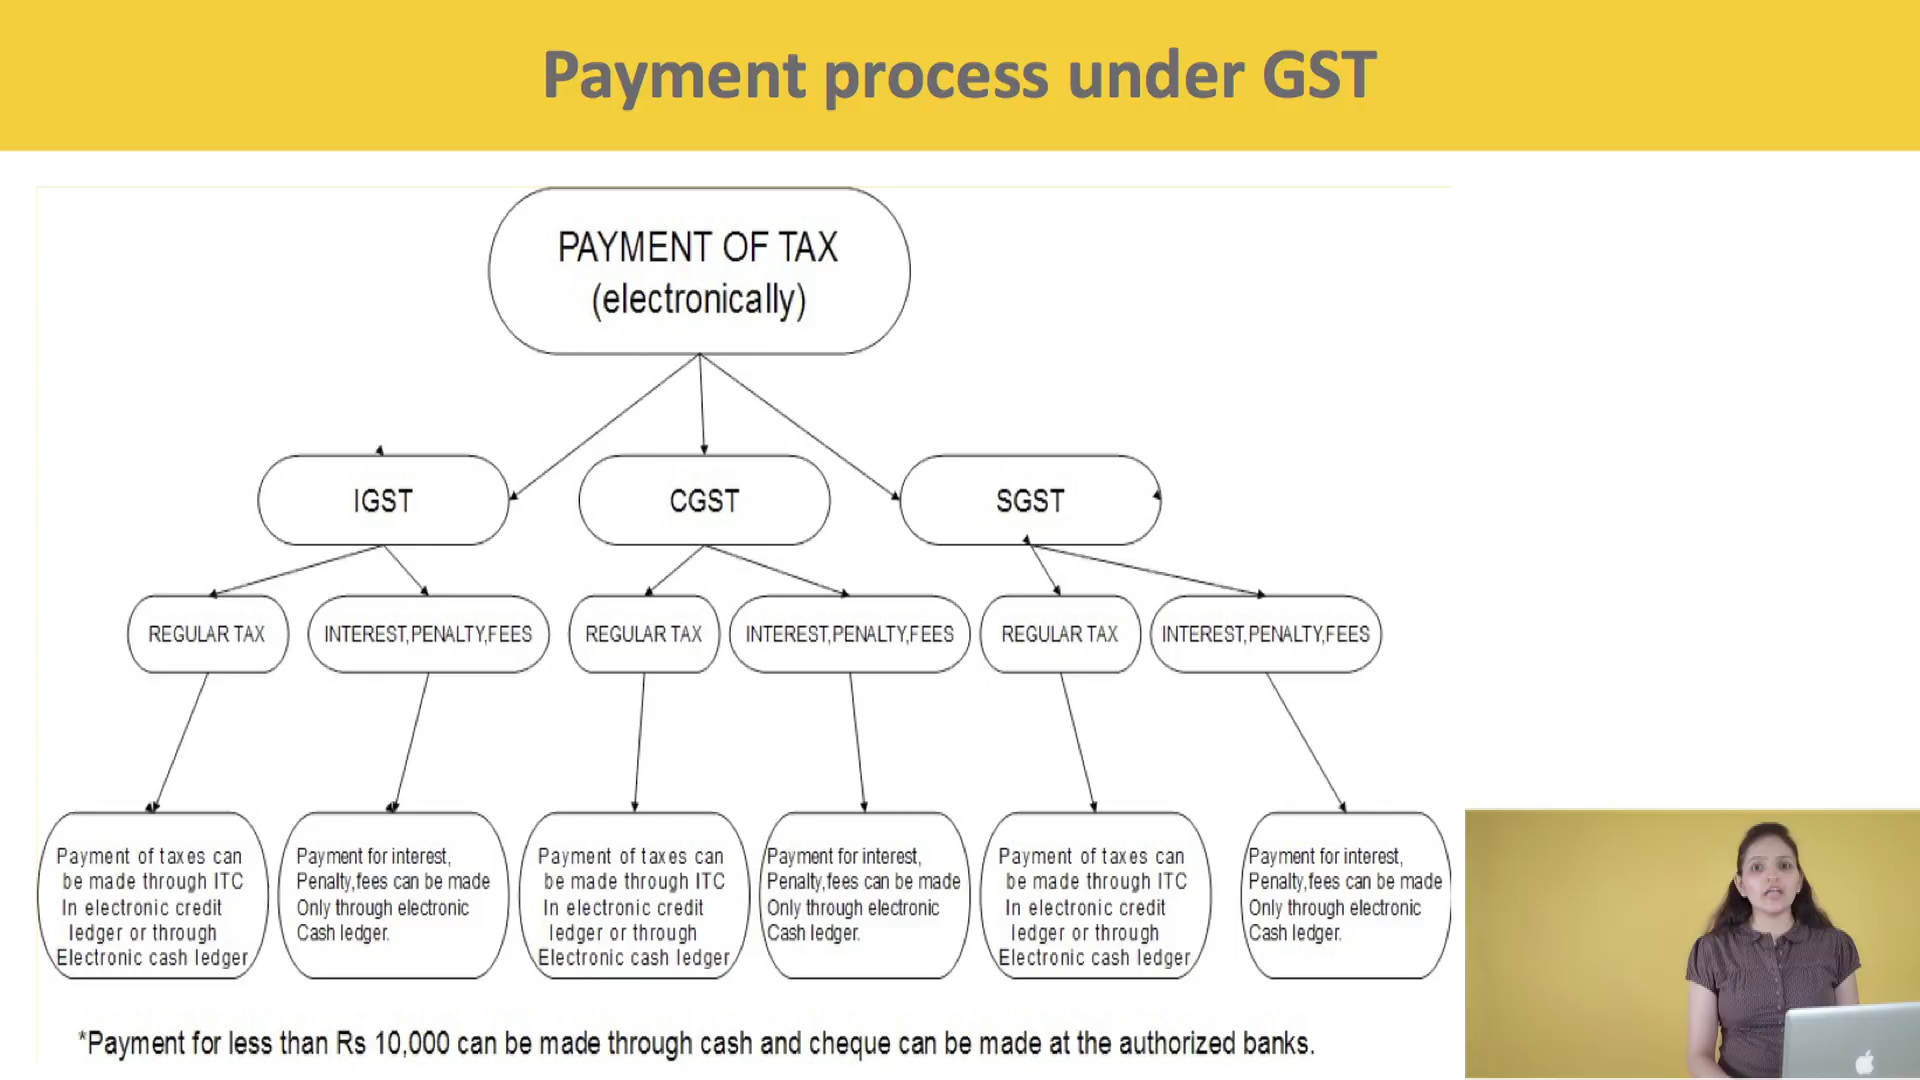 Payment process under GST
PAYMENT OF TAX
(electronically)
IGST
CGST
SGST
REGULAR TAX
INTEREST,PENALTY,FEES
REGULAR TAX
INTEREST,PENALTY,FEES
REGULAR TAX
INTEREST,PENALTY,FEES
Payment of taxes can
be made through ITC
In electronic credit
ledger or through
Electronic cash ledger
Payment for interest,
Penalty,fees can be made
Only through electronic
Cash ledger.
Payment of taxes can
be made through ITC
In electronic credit
ledger or through
Electronic cash ledger
Payment for interest,
Penalty,fees can be made
Only through electronic
Cash ledger.
Payment of taxes can
be made through ITC
In electronic credit
ledger or through
Electronic cash ledger
Payment for interest,
Penalty,fees can be made
Only through electronic
Cash ledger.
*Payment for less than Rs 10,000 can be made through cash and cheque can be made at the authorized banks.